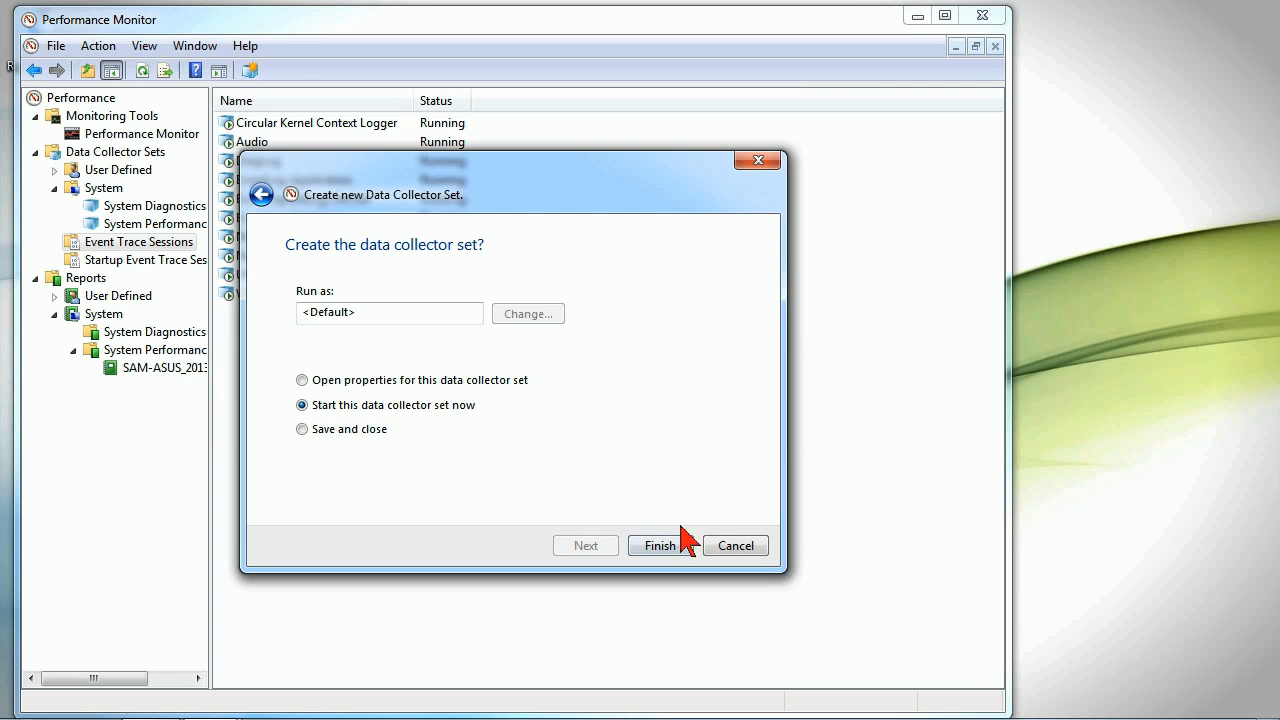 Performance Monitor
File Action View Window Help
Performance
Monitoring Tools
Performance Monitor
Data Collector Sets
User Defined
System
System Diagnostics
System Performanc
Event Trace Sessions
Startup Event Trace Ses
Reports
User Defined
System
System Diagnostics
System Performanc
SAM-ASUS_2013
Name Status
Circular Kernel Context Logger Running
Audio Running
Create new Data Collector Set.
Create the data collector set?
Run as:
<Default> Change...
Open properties for this data collector set
Start this data collector set now
Save and close
Next Finish Cancel